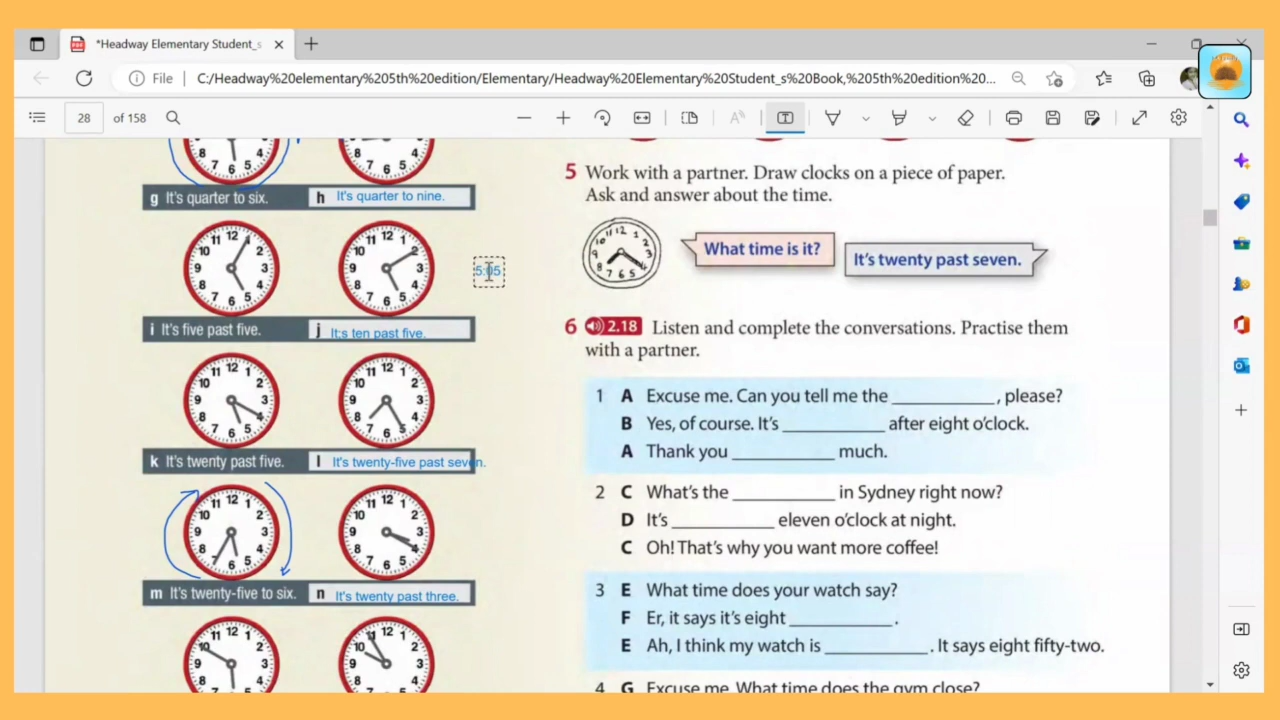 *Headway Elementary Student_s
File
C:/Headway%20elementary%205th%20edition/Elementary/Headway%20Elementary%20Student_s%20Book,%205th%20edition%20...
28
of 158
g It's quarter to six.
h It's quarter to nine.
i It's five past five.
j It;s ten past five.
5:05
k It's twenty past five.
l It's twenty-five past seven.
m It's twenty-five to six.
n It's twenty past three.
5 Work with a partner. Draw clocks on a piece of paper.
Ask and answer about the time.
What time is it?
It's twenty past seven.
6 2.18 Listen and complete the conversations. Practise them
with a partner.
1 A Excuse me. Can you tell me the ___________, please?
B Yes, of course. It's ___________ after eight o'clock.
A Thank you ___________ much.
2 C What's the ___________ in Sydney right now?
D It's ___________ eleven o'clock at night.
C Oh! That's why you want more coffee!
3 E What time does your watch say?
F Er, it says it's eight ___________.
E Ah, I think my watch is ___________. It says eight fifty-two.
4 G Excuse me. What time does the gym close?